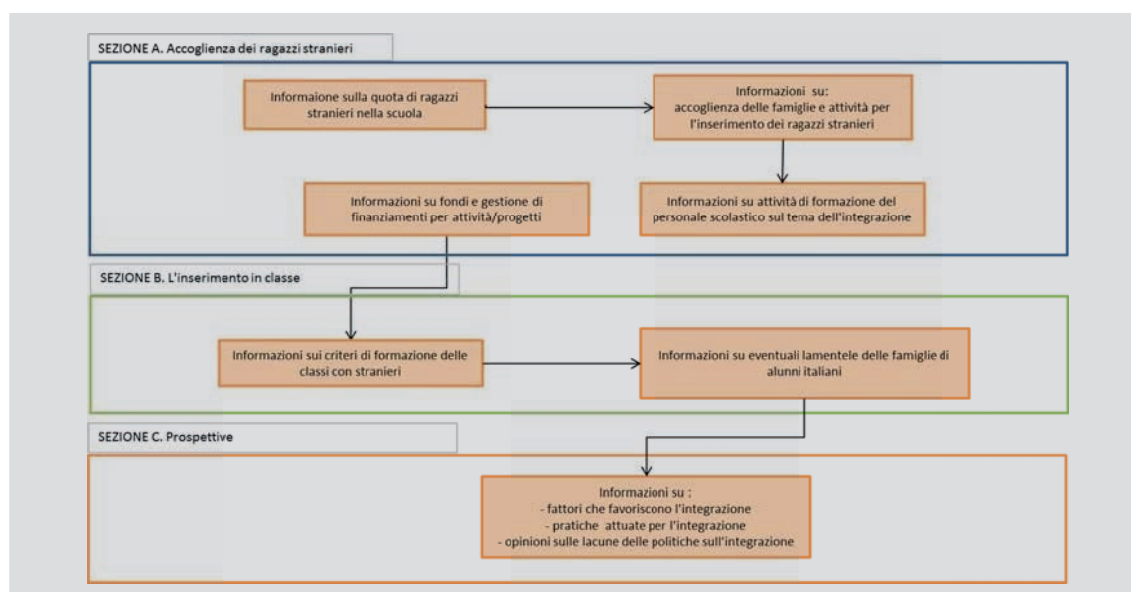 SEZIONE A. Accoglienza dei ragazzi stranieri
Informaione sulla quota di ragazzi
stranieri nella scuola
Informazioni su:
accoglienza delle famiglie e attività per
l'inserimento dei ragazzi stranieri
Informazioni su fondi e gestione di
finanziamenti per attività/progetti
Informazioni su attività di formazione del
personale scolastico sul tema dell'integrazione
SEZIONE B. L'inserimento in classe
Informazioni sui criteri di formazione delle
classi con stranieri
Informazioni su eventuali lamentele delle famiglie di
alunni italiani
SEZIONE C. Prospettive
Informazioni su :
- fattori che favoriscono l'integrazione
- pratiche attuate per l'integrazione
- opinioni sulle lacune delle politiche sull'integrazione